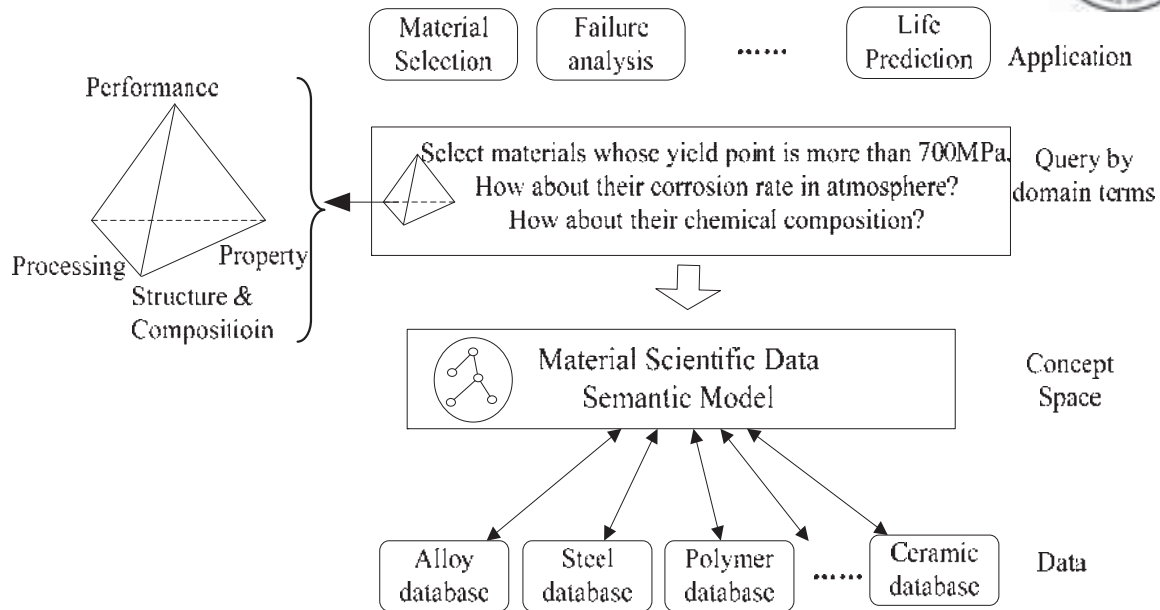 Material
Selection
Failure
analysis
......
Life
Prediction
Application
Performance
Processing
Property
Structure &
Compositioin
Select materials whose yield point is more than 700MPa.
How about their corrosion rate in atmosphere?
How about their chemical composition?
Query by
domain terms
Material Scientific Data
Semantic Model
Concept
Space
Alloy
database
Steel
database
Polymer
database
......
Ceramic
database
Data